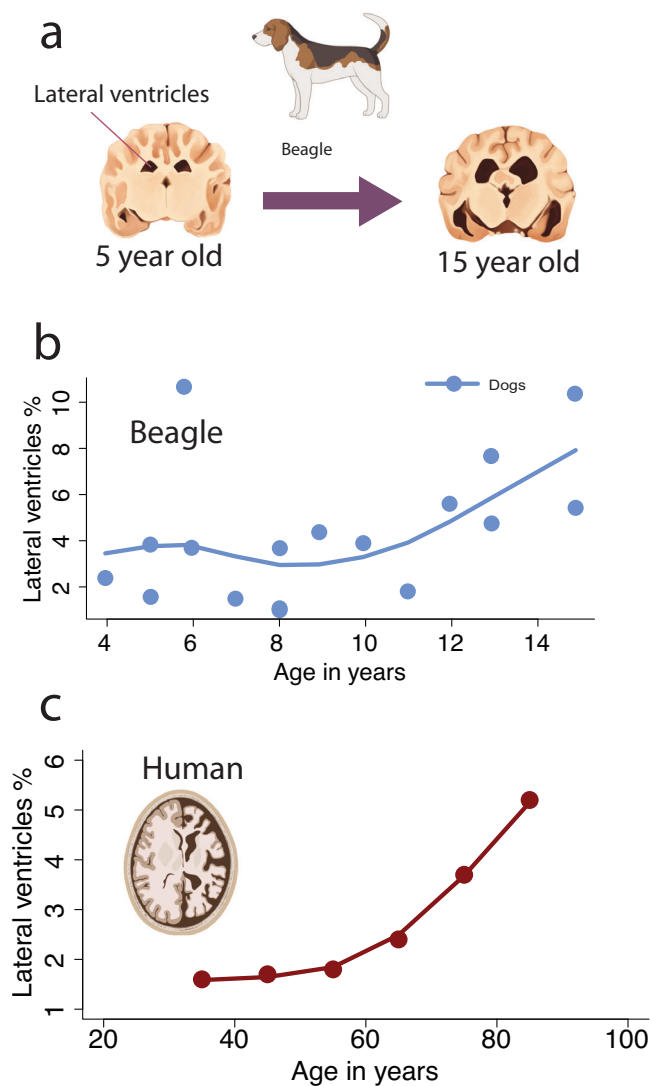 a
Lateral ventricles
Beagle
5 year old
15 year old
b
Lateral ventricles %
10
8
6
4
2
Beagle
Dogs
4 6 8 10 12 14
Age in years
c
Lateral ventricles %
6
5
4
3
2
1
Human
20 40 60 80 100
Age in years